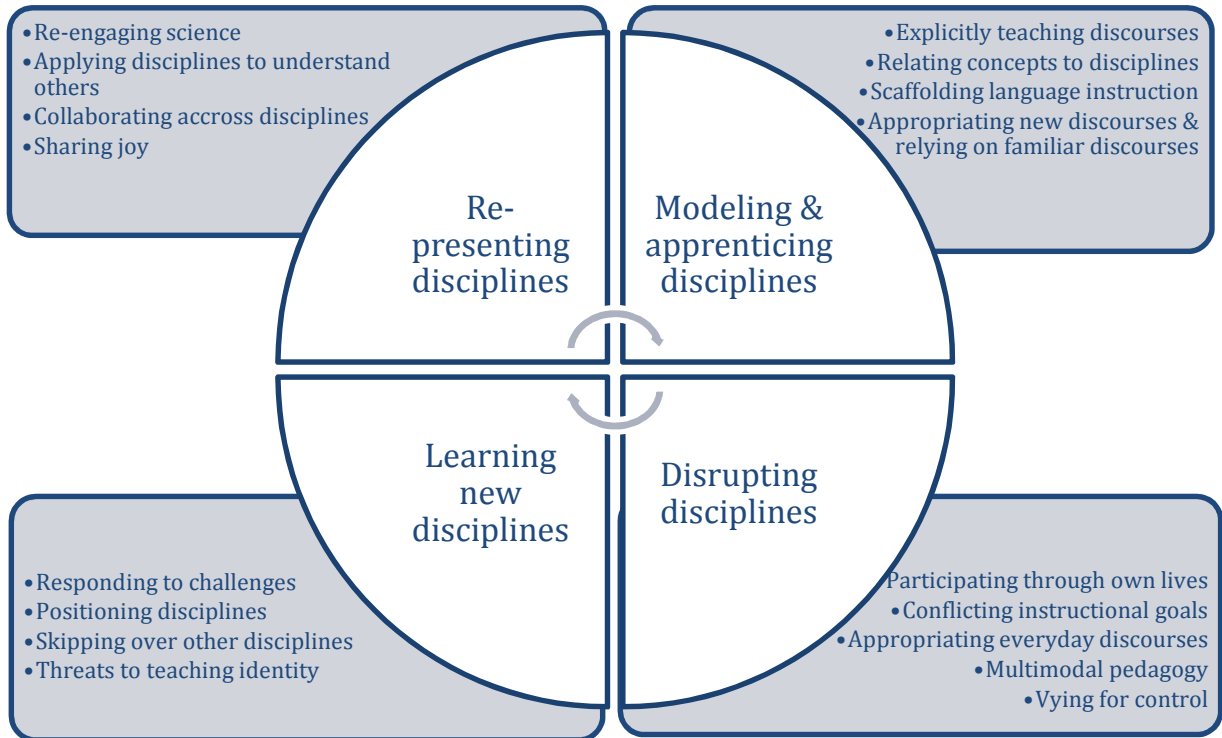 •Re-engaging science
•Applying disciplines to understand
others
•Collaborating accross disciplines
•Sharing joy
•Explicitly teaching discourses
•Relating concepts to disciplines
•Scaffolding language instruction
•Appropriating new discourses &
relying on familiar discourses
Re-
presenting
disciplines
Modeling &
apprenticing
disciplines
Learning
new
disciplines
Disrupting
disciplines
•Responding to challenges
•Positioning disciplines
•Skipping over other disciplines
•Threats to teaching identity
Participating through own lives
•Conflicting instructional goals
•Appropriating everyday discourses
•Multimodal pedagogy
•Vying for control